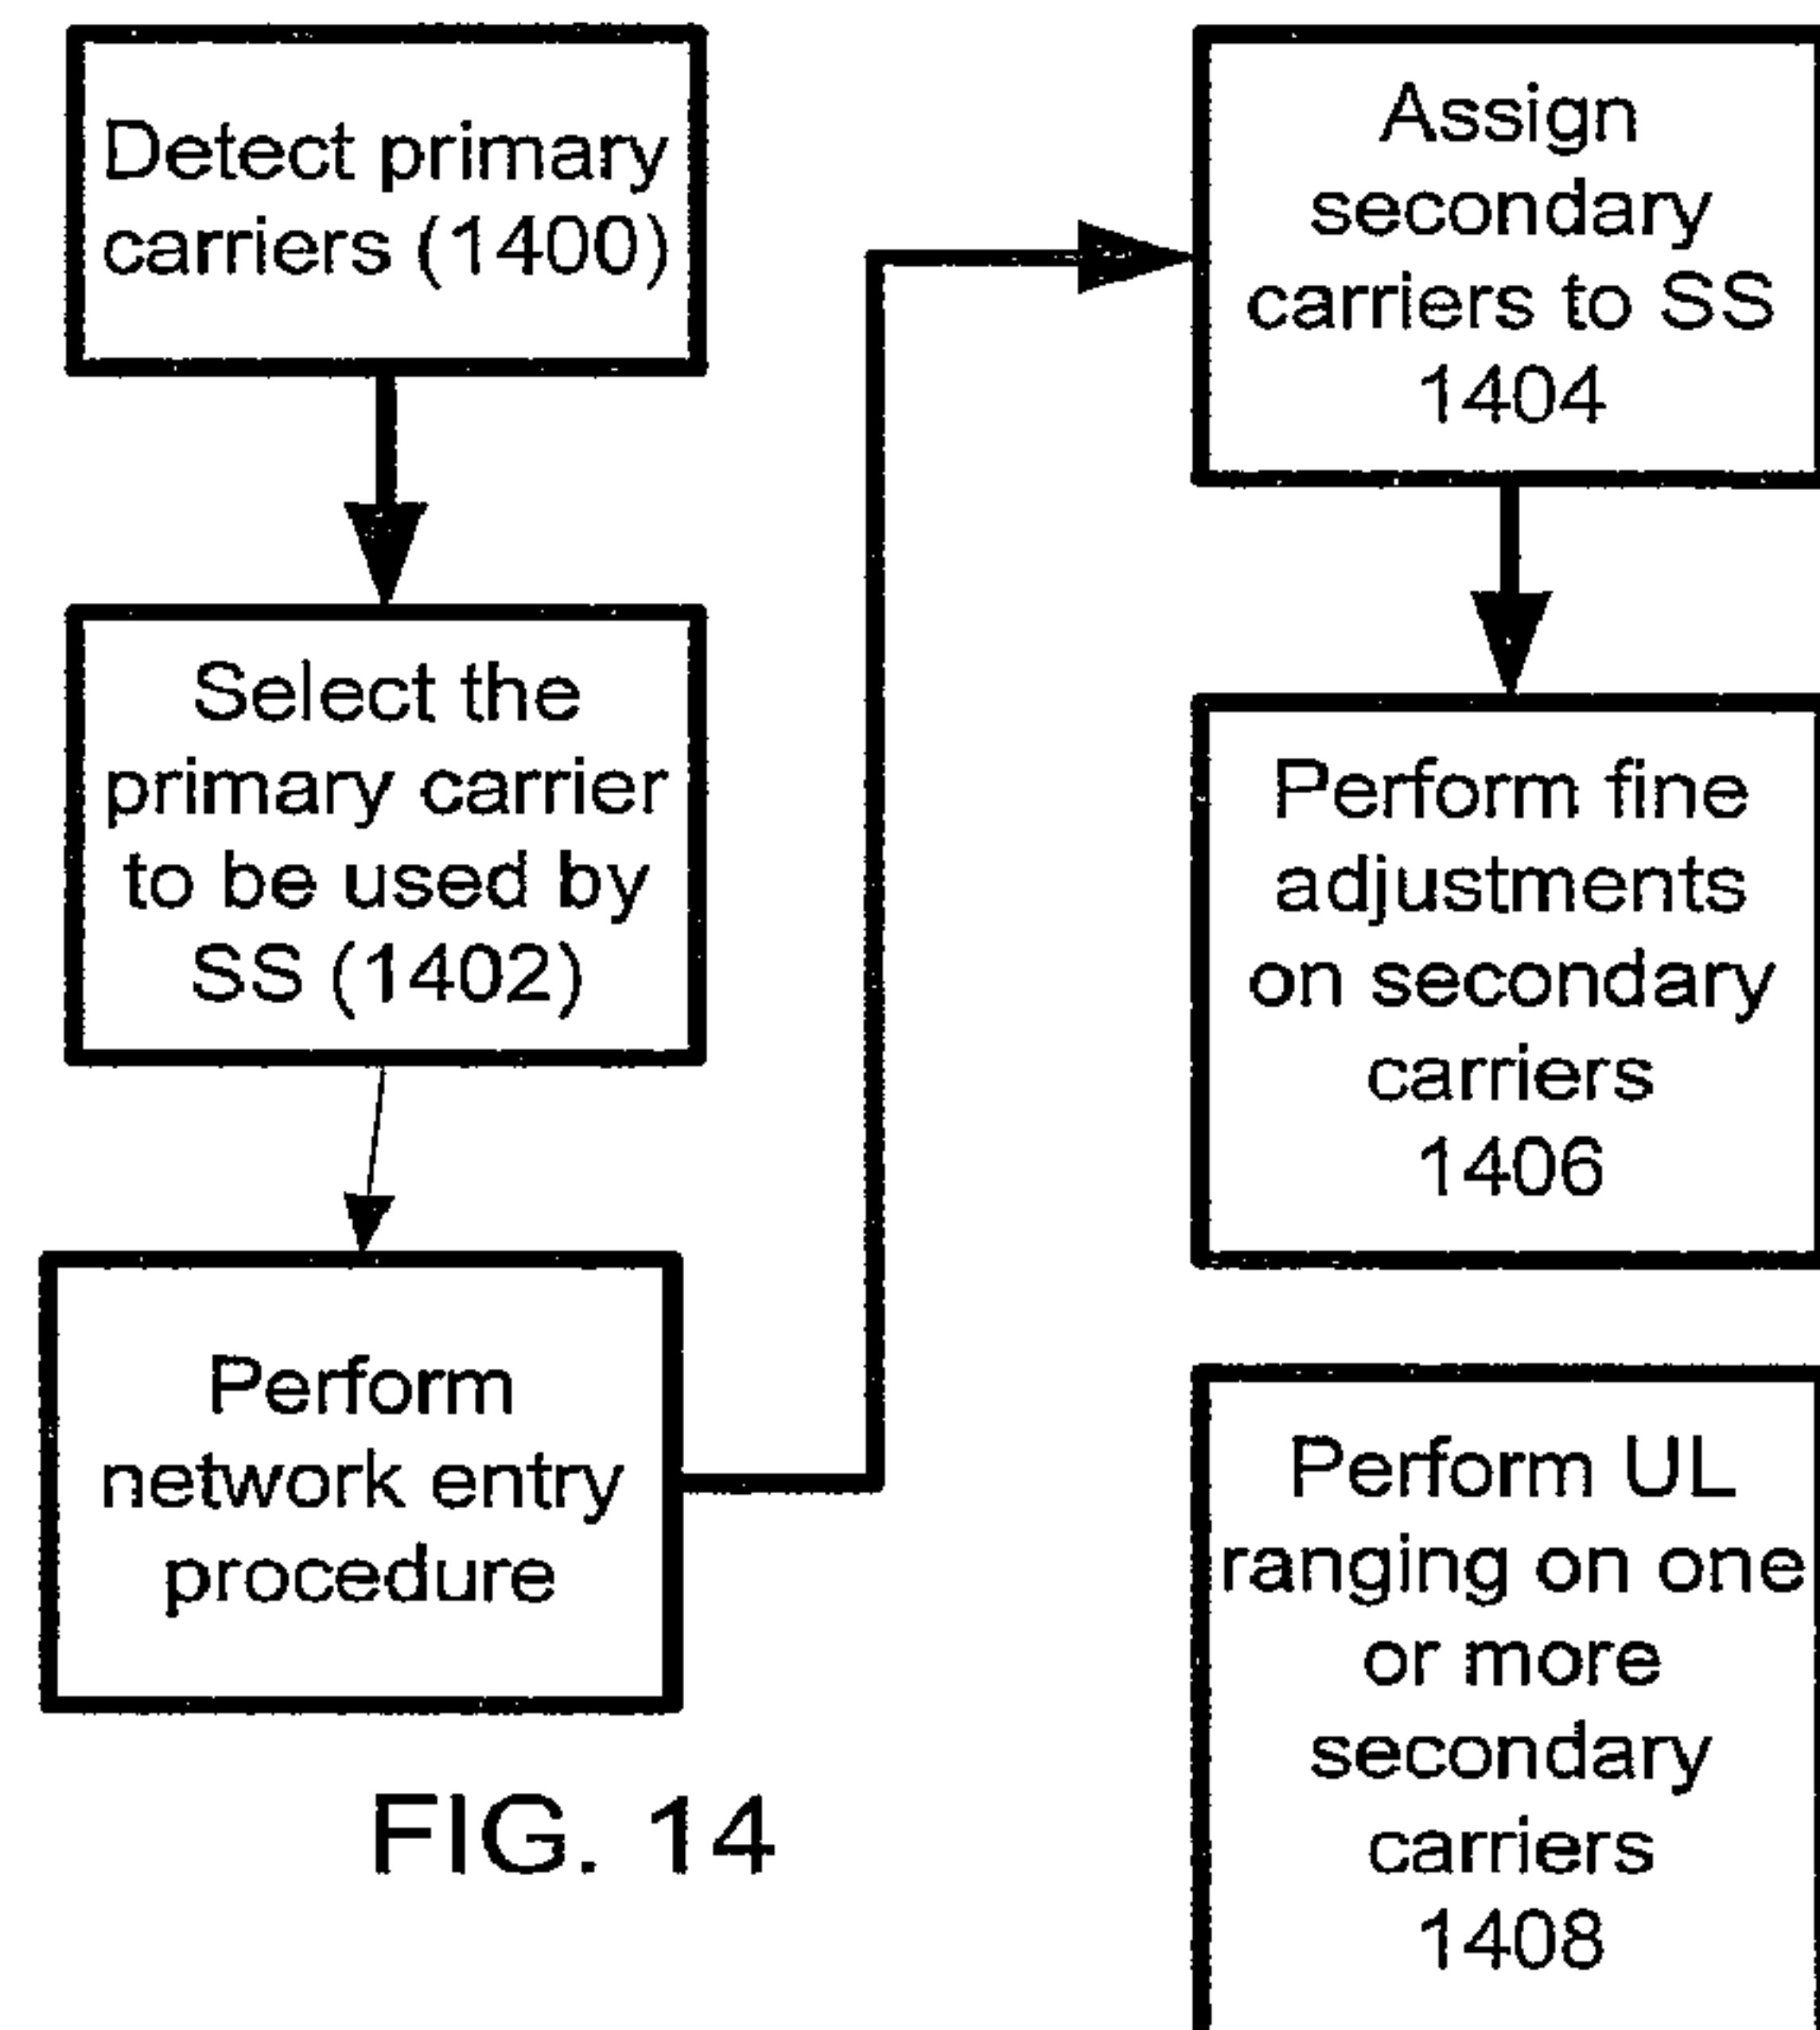 Detect primary
carriers (1400)
Select the
primary carrier
to be used by
SS (1402)
Perform
network entry
procedure
FIG. 14
Assign
secondary
carriers to SS
1404
Perform fine
adjustments
on secondary
carriers
1406
Perform UL
ranging on one
or more
secondary
carriers
1408